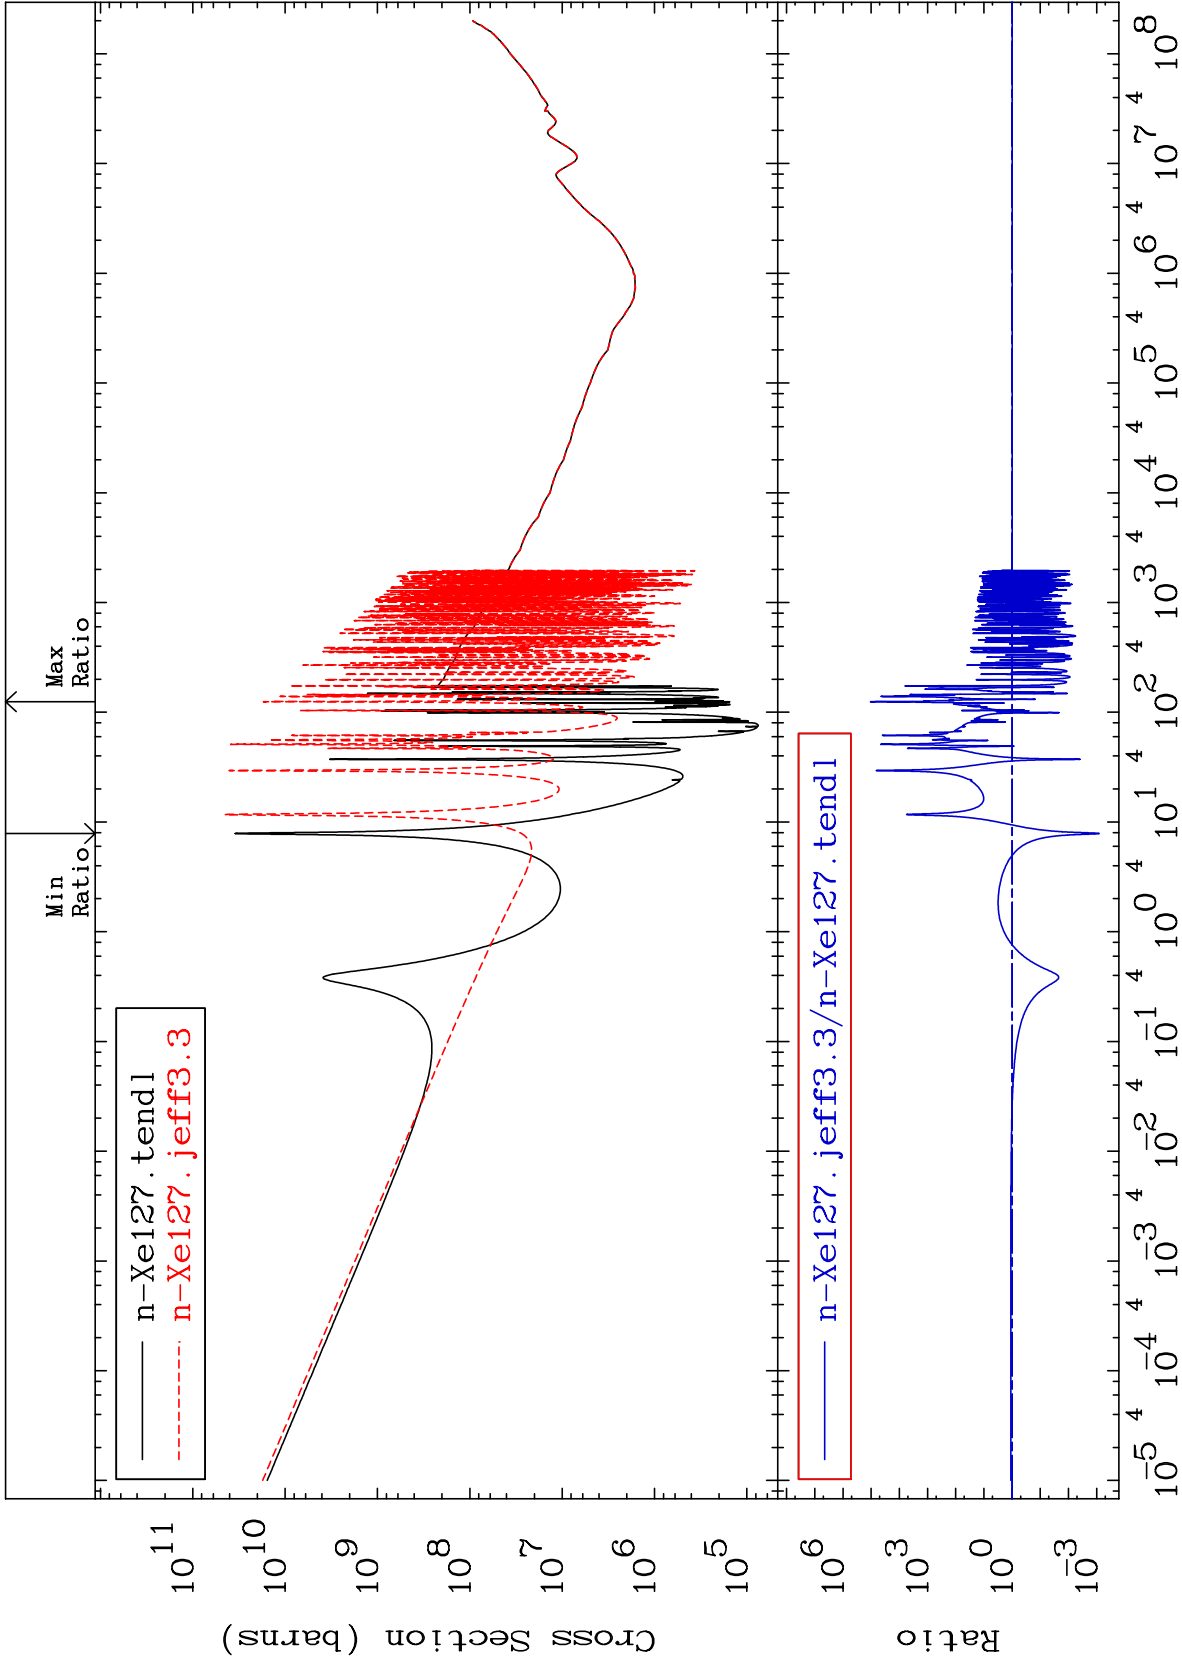 Min
Ratio
Max
Ratio
n-Xe127.tendl
n-Xe127.jeff3.3
Cross Section (barns)
10^11
10^10
10^9
10^8
10^7
10^6
10^5
n-Xe127.jeff3.3/n-Xe127.tendl
Ratio
10^6
10^3
10^0
10^-3
10^-5 4 10^-4 4 10^-3 4 10^-2 4 10^-1 4 10^0 4 10^1 4 10^2 4 10^3 4 10^4 4 10^5 4 10^6 4 10^7 4 10^8